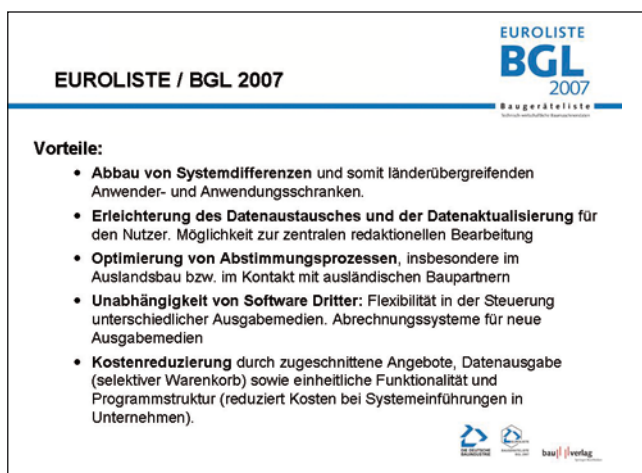 EUROLISTE
BGL
2007
EUROLISTE / BGL 2007
Baugeräteliste
Vorteile:
• Abbau von Systemdifferenzen und somit länderübergreifenden
Anwender- und Anwendungsschranken.
• Erleichterung des Datenaustausches und der Datenaktualisierung für
den Nutzer. Möglichkeit zur zentralen redaktionellen Bearbeitung
• Optimierung von Abstimmungsprozessen, insbesondere im
Auslandsbau bzw. im Kontakt mit ausländischen Baupartnern
• Unabhängigkeit von Software Dritter: Flexibilität in der Steuerung
unterschiedlicher Ausgabemedien. Abrechnungssysteme für neue
Ausgabemedien
• Kostenreduzierung durch zugeschnittene Angebote, Datenausgabe
(selektiver Warenkorb) sowie einheitliche Funktionalität und
Programmstruktur (reduziert Kosten bei Systemeinführungen in
Unternehmen).
DIE DEUTSCHE
BAUINDUSTRIE
bau verlag